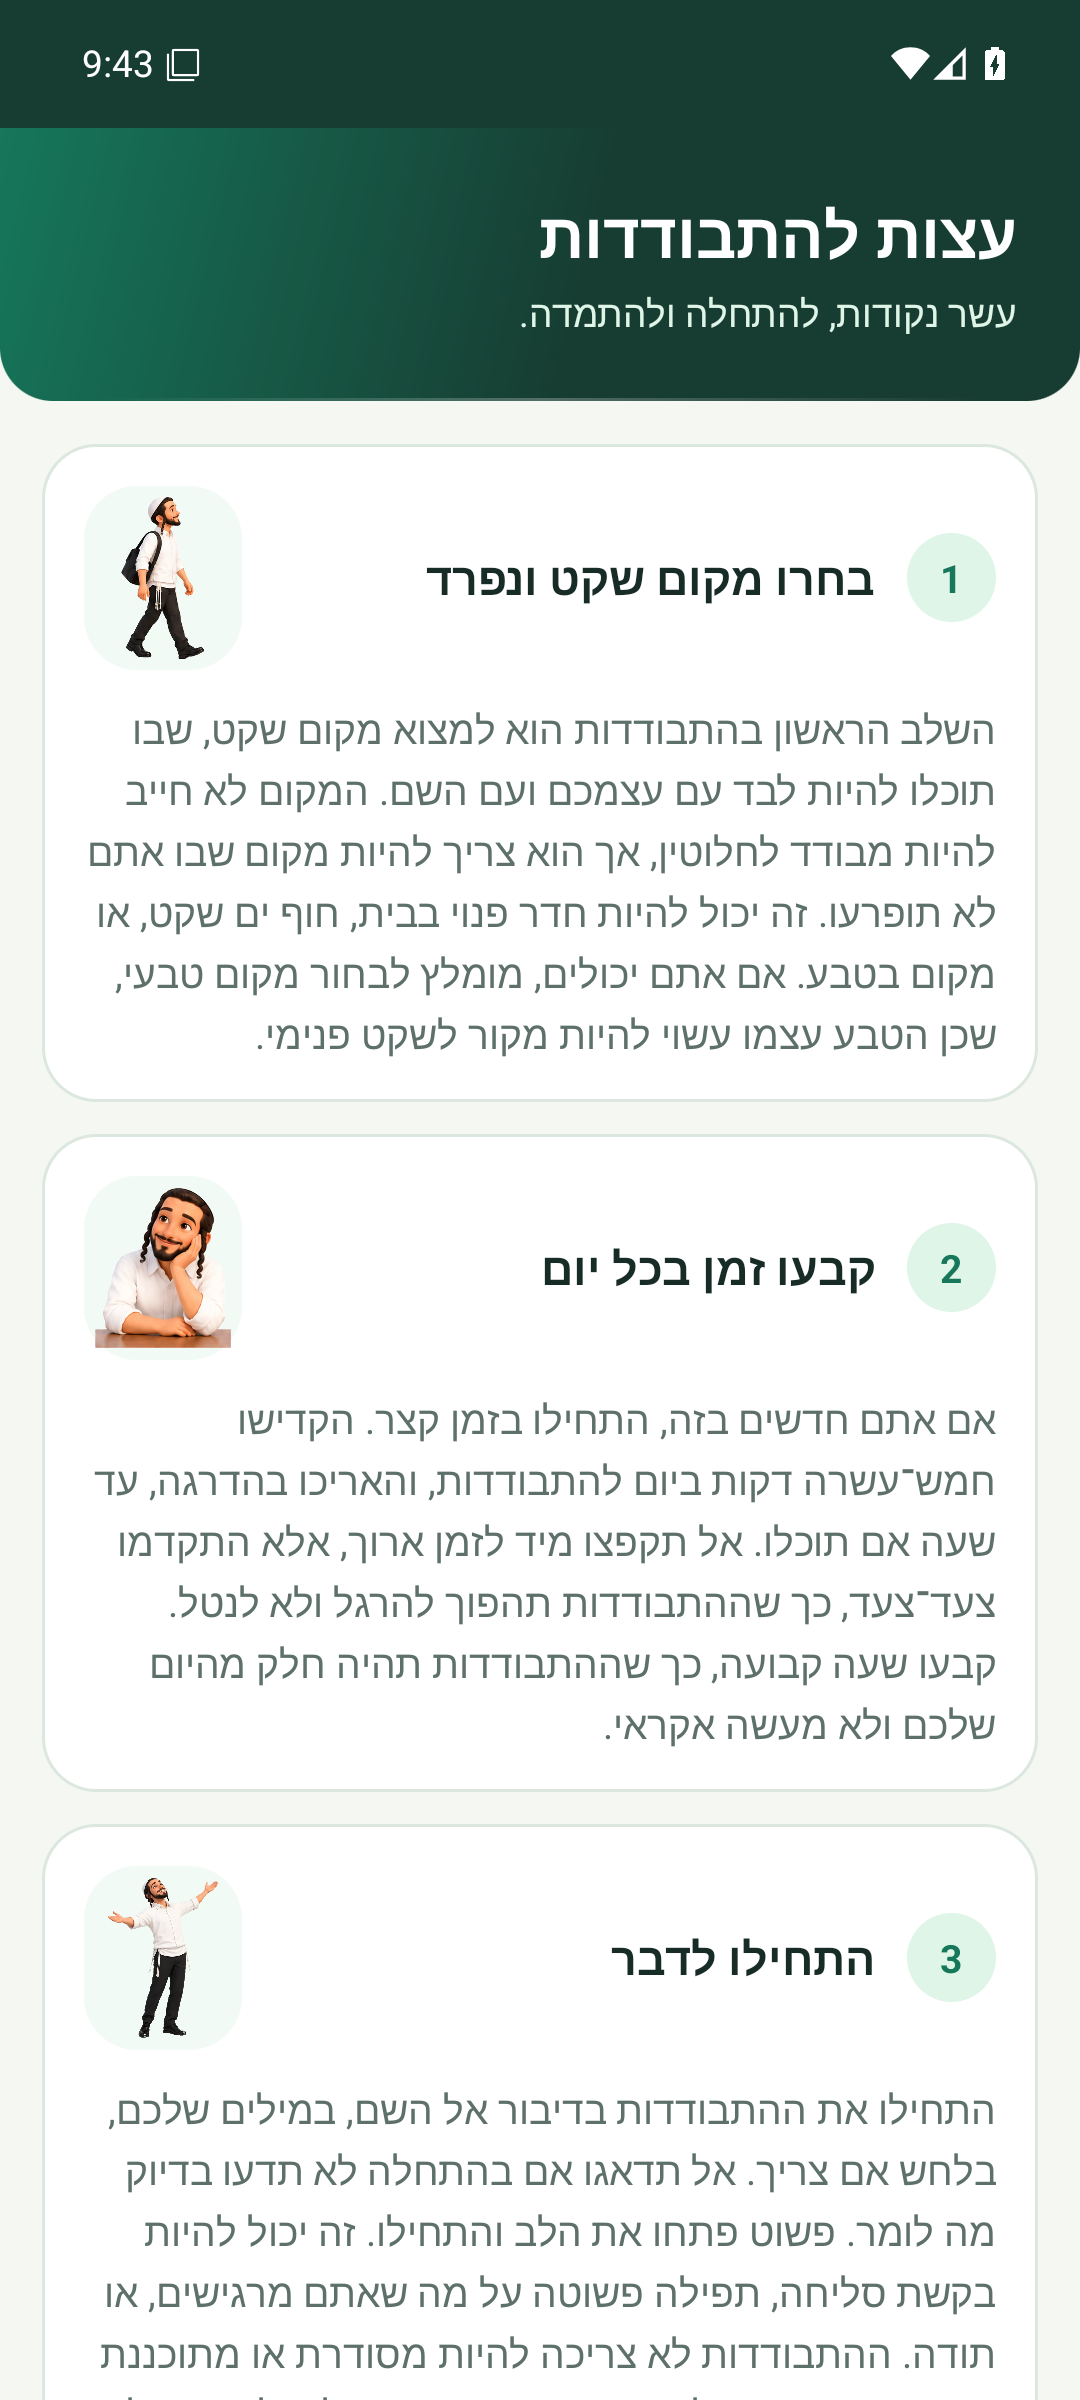 9:43
עצות להתבודדות
עשר נקודות, להתחלה ולהתמדה.
1
בחרו מקום שקט ונפרד
השלב הראשון בהתבודדות הוא למצוא מקום שקט, שבו
תוכלו להיות לבד עם עצמכם ועם השם. המקום לא חייב
להיות מבודד לחלוטין, אך הוא צריך להיות מקום שבו אתם
לא תופרעו. זה יכול להיות חדר פנוי בבית, חוף ים שקט, או
מקום בטבע. אם אתם יכולים, מומלץ לבחור מקום טבעי,
שכן הטבע עצמו עשוי להיות מקור לשקט פנימי.
2
קבעו זמן בכל יום
אם אתם חדשים בזה, התחילו בזמן קצר. הקדישו
חמש־עשרה דקות ביום להתבודדות, והאריכו בהדרגה, עד
שעה אם תוכלו. אל תקפצו מיד לזמן ארוך, אלא התקדמו
צעד־צעד, כך שההתבודדות תהפוך להרגל ולא לנטל.
קבעו שעה קבועה, כך שההתבודדות תהיה חלק מהיום
שלכם ולא מעשה אקראי.
3
התחילו לדבר
התחילו את ההתבודדות בדיבור אל השם, במילים שלכם,
בלחש אם צריך. אל תדאגו אם בהתחלה לא תדעו בדיוק
מה לומר. פשוט פתחו את הלב והתחילו. זה יכול להיות
בקשת סליחה, תפילה פשוטה על מה שאתם מרגישים, או
תודה. ההתבודדות לא צריכה להיות מסודרת או מתוכננת